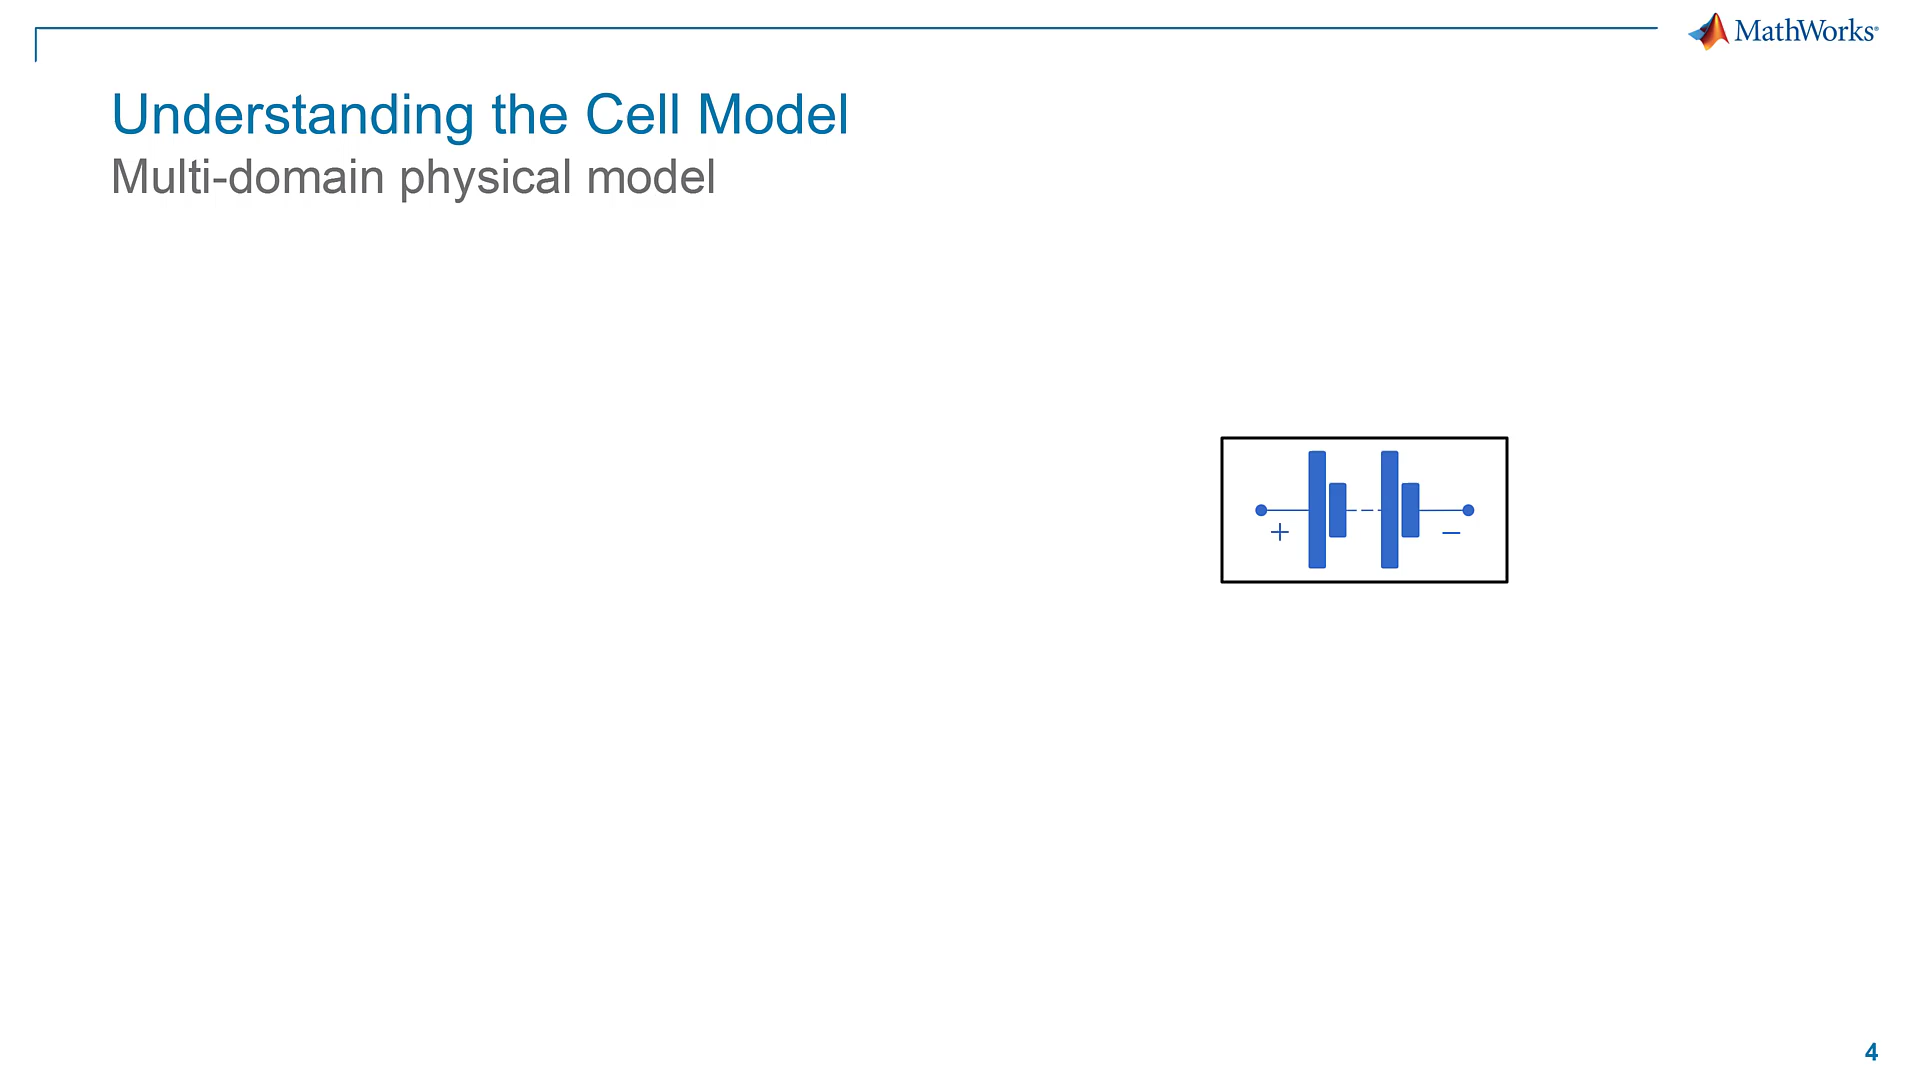 MathWorks®
Understanding the Cell Model
Multi-domain physical model
+ −
4